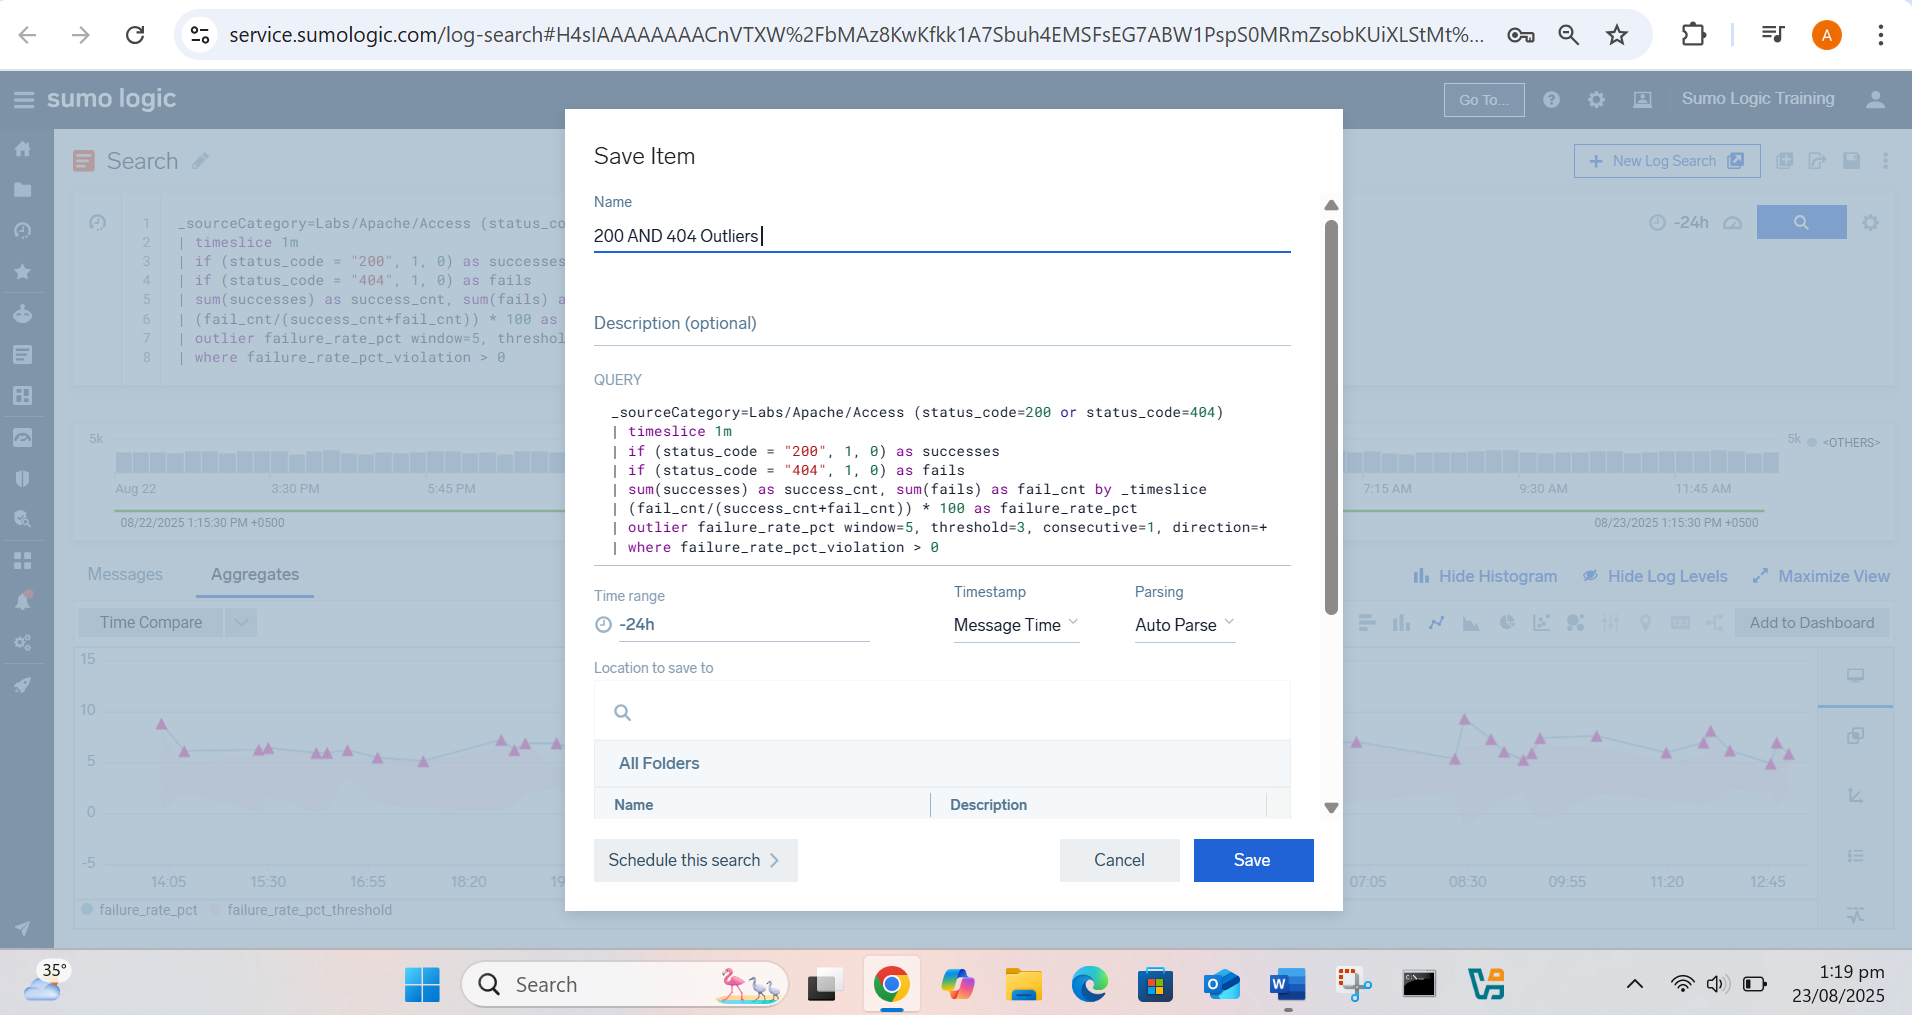 service.sumologic.com/log-search#H4sIAAAAAAAACnVTXW%2FbMAz8KwKfkk1A7Sbuh4EMSFsEG7ABW1PspS0MRmZsobKUiXLStMt%...
A
sumo logic
Go To...
Sumo Logic Training
Search
New Log Search
1 _sourceCategory=Labs/Apache/Access (status_co
2 | timeslice 1m
3 | if (status_code = "200", 1, 0) as successes
4 | if (status_code = "404", 1, 0) as fails
5 | sum(successes) as success_cnt, sum(fails) a
6 | (fail_cnt/(success_cnt+fail_cnt)) * 100 as
7 | outlier failure_rate_pct window=5, threshol
8 | where failure_rate_pct_violation > 0
-24h
Save Item
Name
200 AND 404 Outliers
Description (optional)
QUERY
_sourceCategory=Labs/Apache/Access (status_code=200 or status_code=404)
| timeslice 1m
| if (status_code = "200", 1, 0) as successes
| if (status_code = "404", 1, 0) as fails
| sum(successes) as success_cnt, sum(fails) as fail_cnt by _timeslice
| (fail_cnt/(success_cnt+fail_cnt)) * 100 as failure_rate_pct
| outlier failure_rate_pct window=5, threshold=3, consecutive=1, direction=+
| where failure_rate_pct_violation > 0
Time range
-24h
Timestamp
Message Time
Parsing
Auto Parse
Location to save to
All Folders
Name Description
Schedule this search
Cancel
Save
5k
Aug 22 3:30 PM 5:45 PM
08/22/2025 1:15:30 PM +0500
5k <OTHERS>
7:15 AM 9:30 AM 11:45 AM
08/23/2025 1:15:30 PM +0500
Messages Aggregates
Hide Histogram Hide Log Levels Maximize View
Time Compare
Add to Dashboard
15
10
5
0
-5
14:05 15:30 16:55 18:20 19
07:05 08:30 09:55 11:20 12:45
failure_rate_pct failure_rate_pct_threshold
35°
Search
1:19 pm
23/08/2025